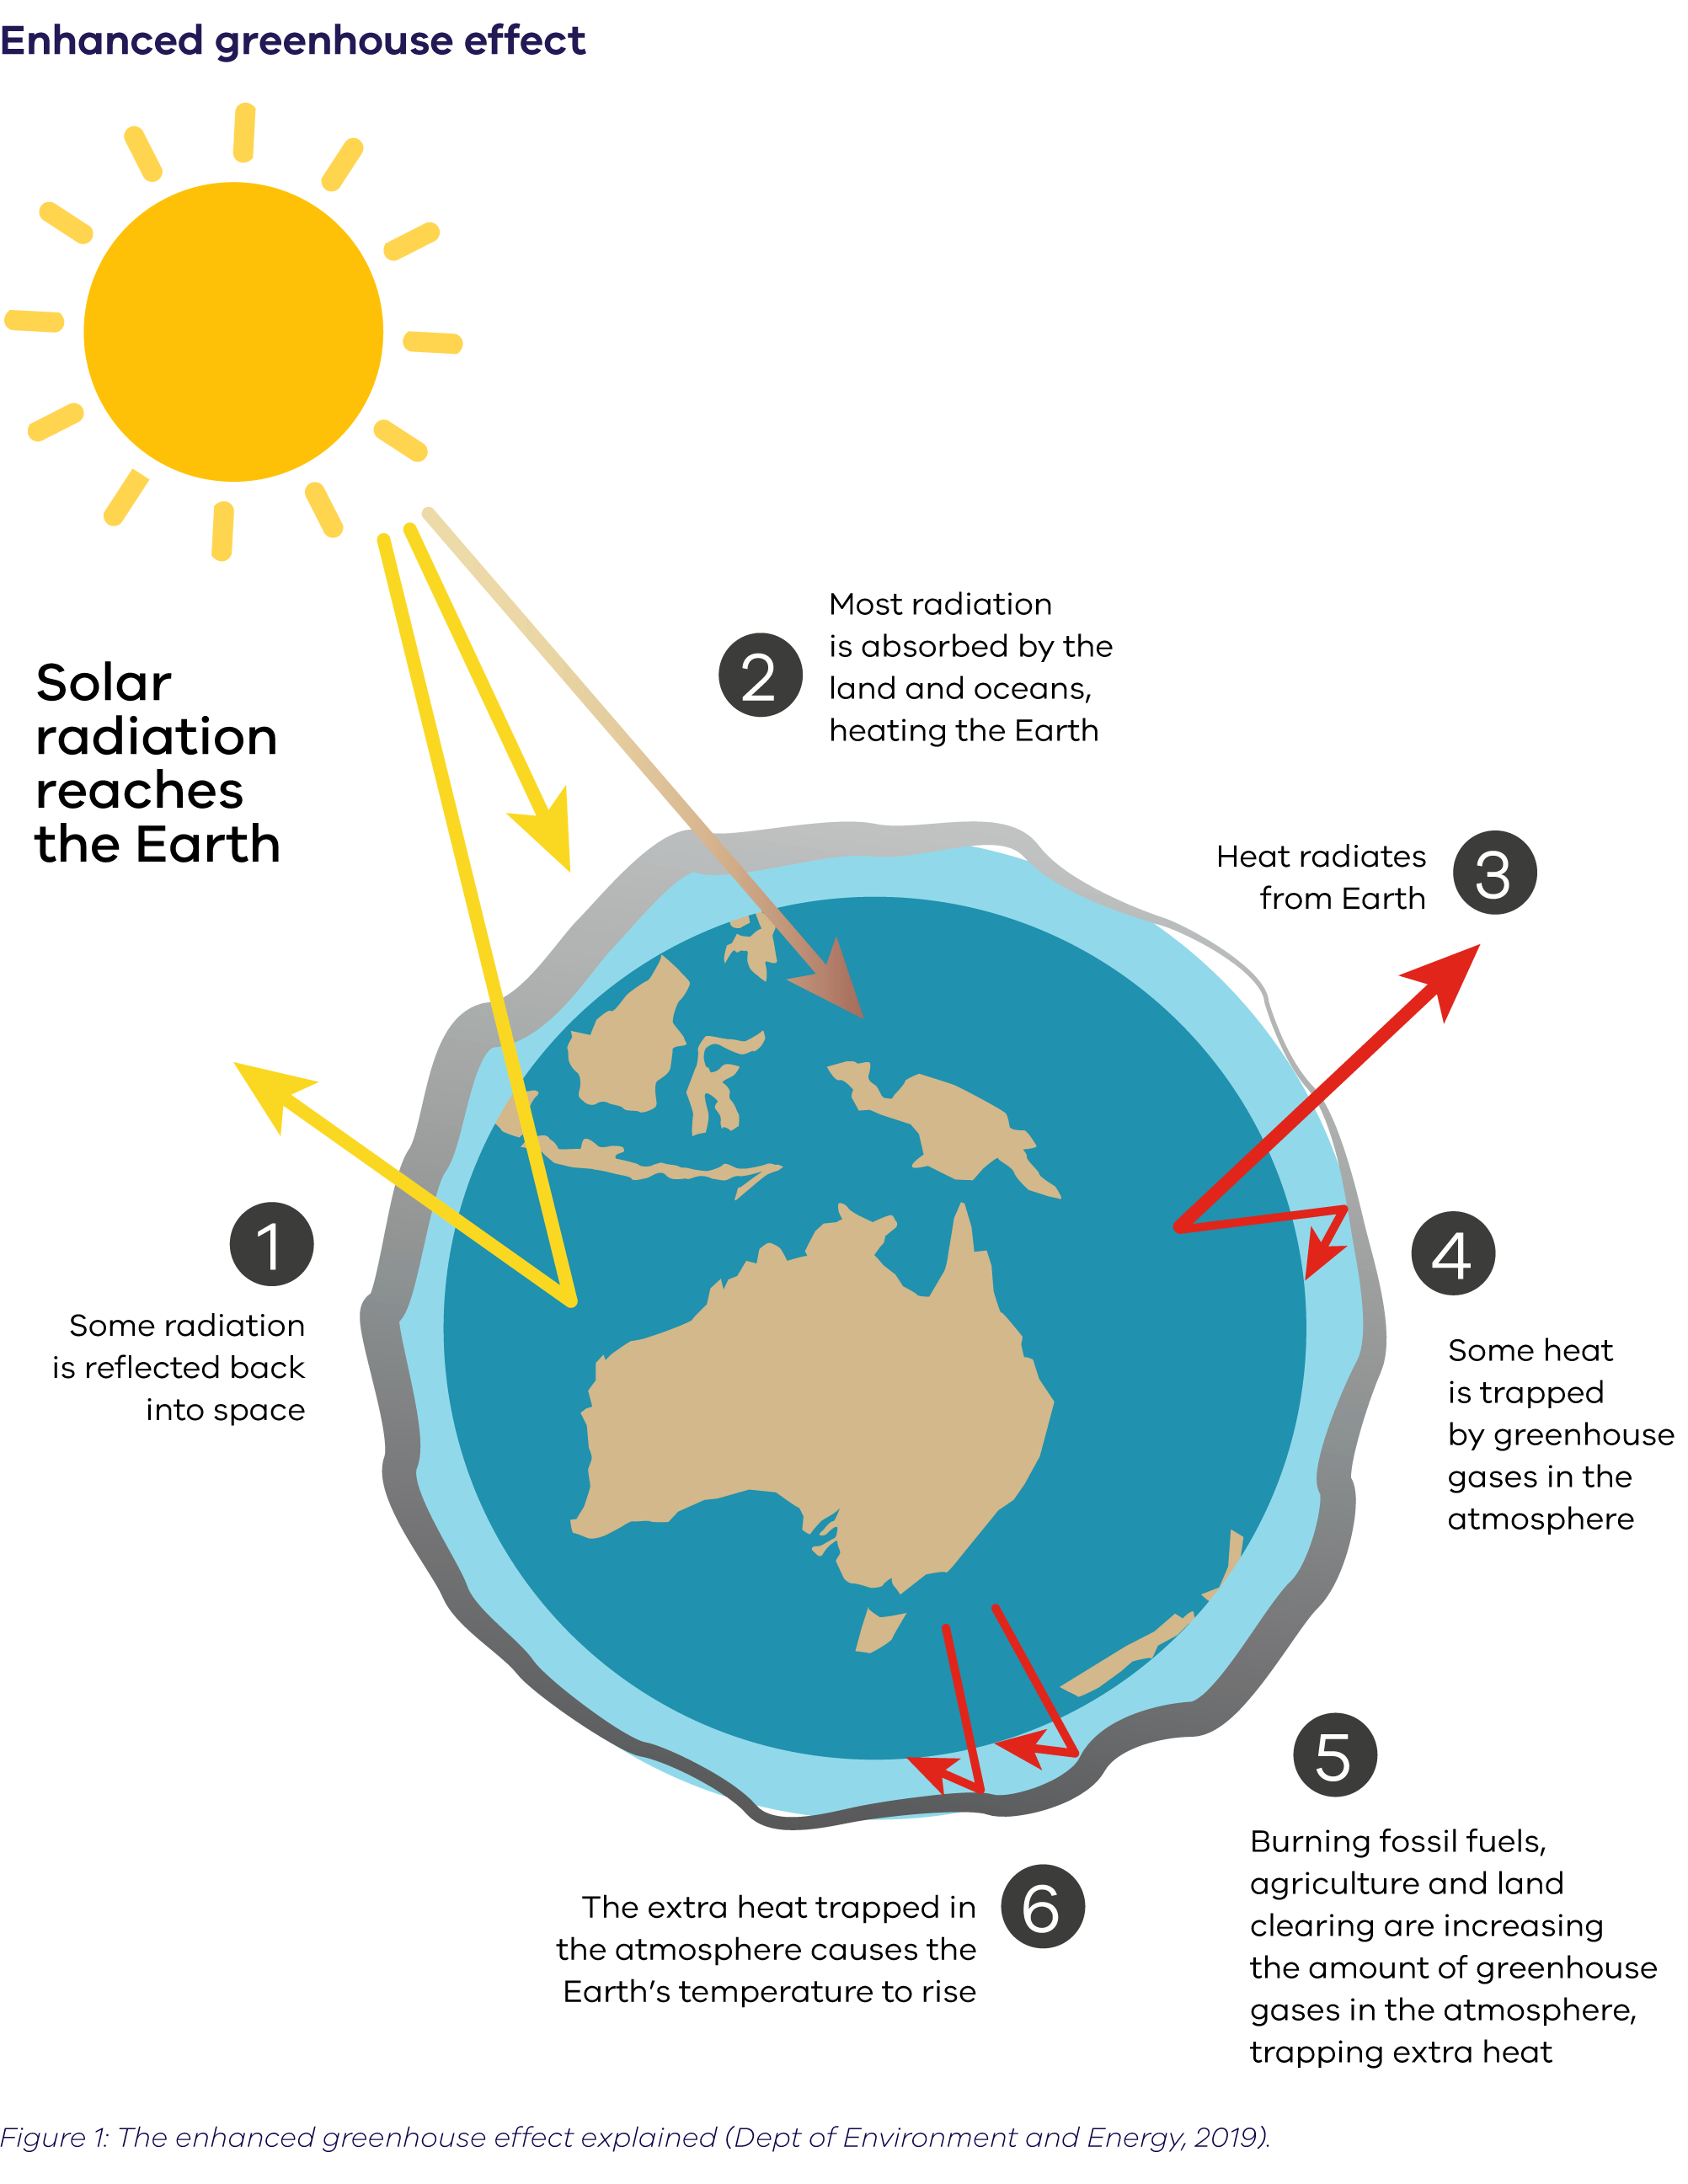 Enhanced greenhouse effect
Solar
radiation
reaches
the Earth
1
Some radiation
is reflected back
into space
2
Most radiation
is absorbed by the
land and oceans,
heating the Earth
3
Heat radiates
from Earth
4
Some heat
is trapped
by greenhouse
gases in the
atmosphere
5
Burning fossil fuels,
agriculture and land
clearing are increasing
the amount of greenhouse
gases in the atmosphere,
trapping extra heat
6
The extra heat trapped in
the atmosphere causes the
Earth’s temperature to rise
Figure 1: The enhanced greenhouse effect explained (Dept of Environment and Energy, 2019).